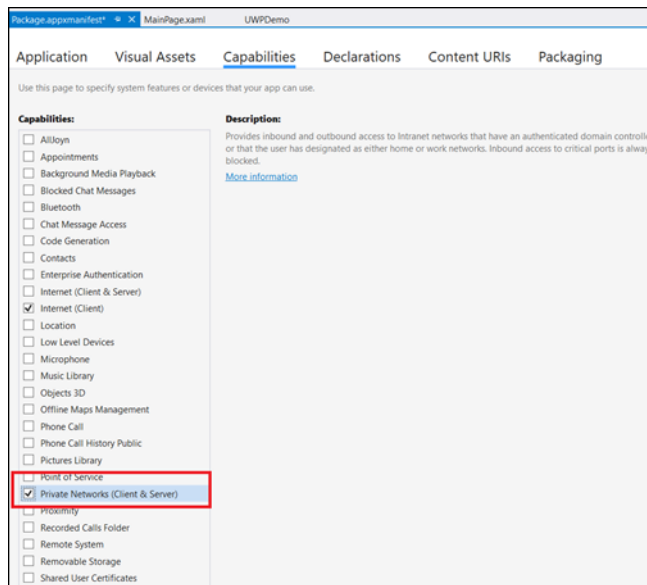 Package.appxmanifest* MainPage.xaml UWPDemo
Application Visual Assets Capabilities Declarations Content URIs Packaging
Use this page to specify system features or devices that your app can use.
Capabilities:
AllJoyn
Appointments
Background Media Playback
Blocked Chat Messages
Bluetooth
Chat Message Access
Code Generation
Contacts
Enterprise Authentication
Internet (Client & Server)
Internet (Client)
Location
Low Level Devices
Microphone
Music Library
Objects 3D
Offline Maps Management
Phone Call
Phone Call History Public
Pictures Library
Point of Service
Private Networks (Client & Server)
Proximity
Recorded Calls Folder
Remote System
Removable Storage
Shared User Certificates
Description:
Provides inbound and outbound access to Intranet networks that have an authenticated domain controlle
or that the user has designated as either home or work networks. Inbound access to critical ports is alway
blocked.
More information